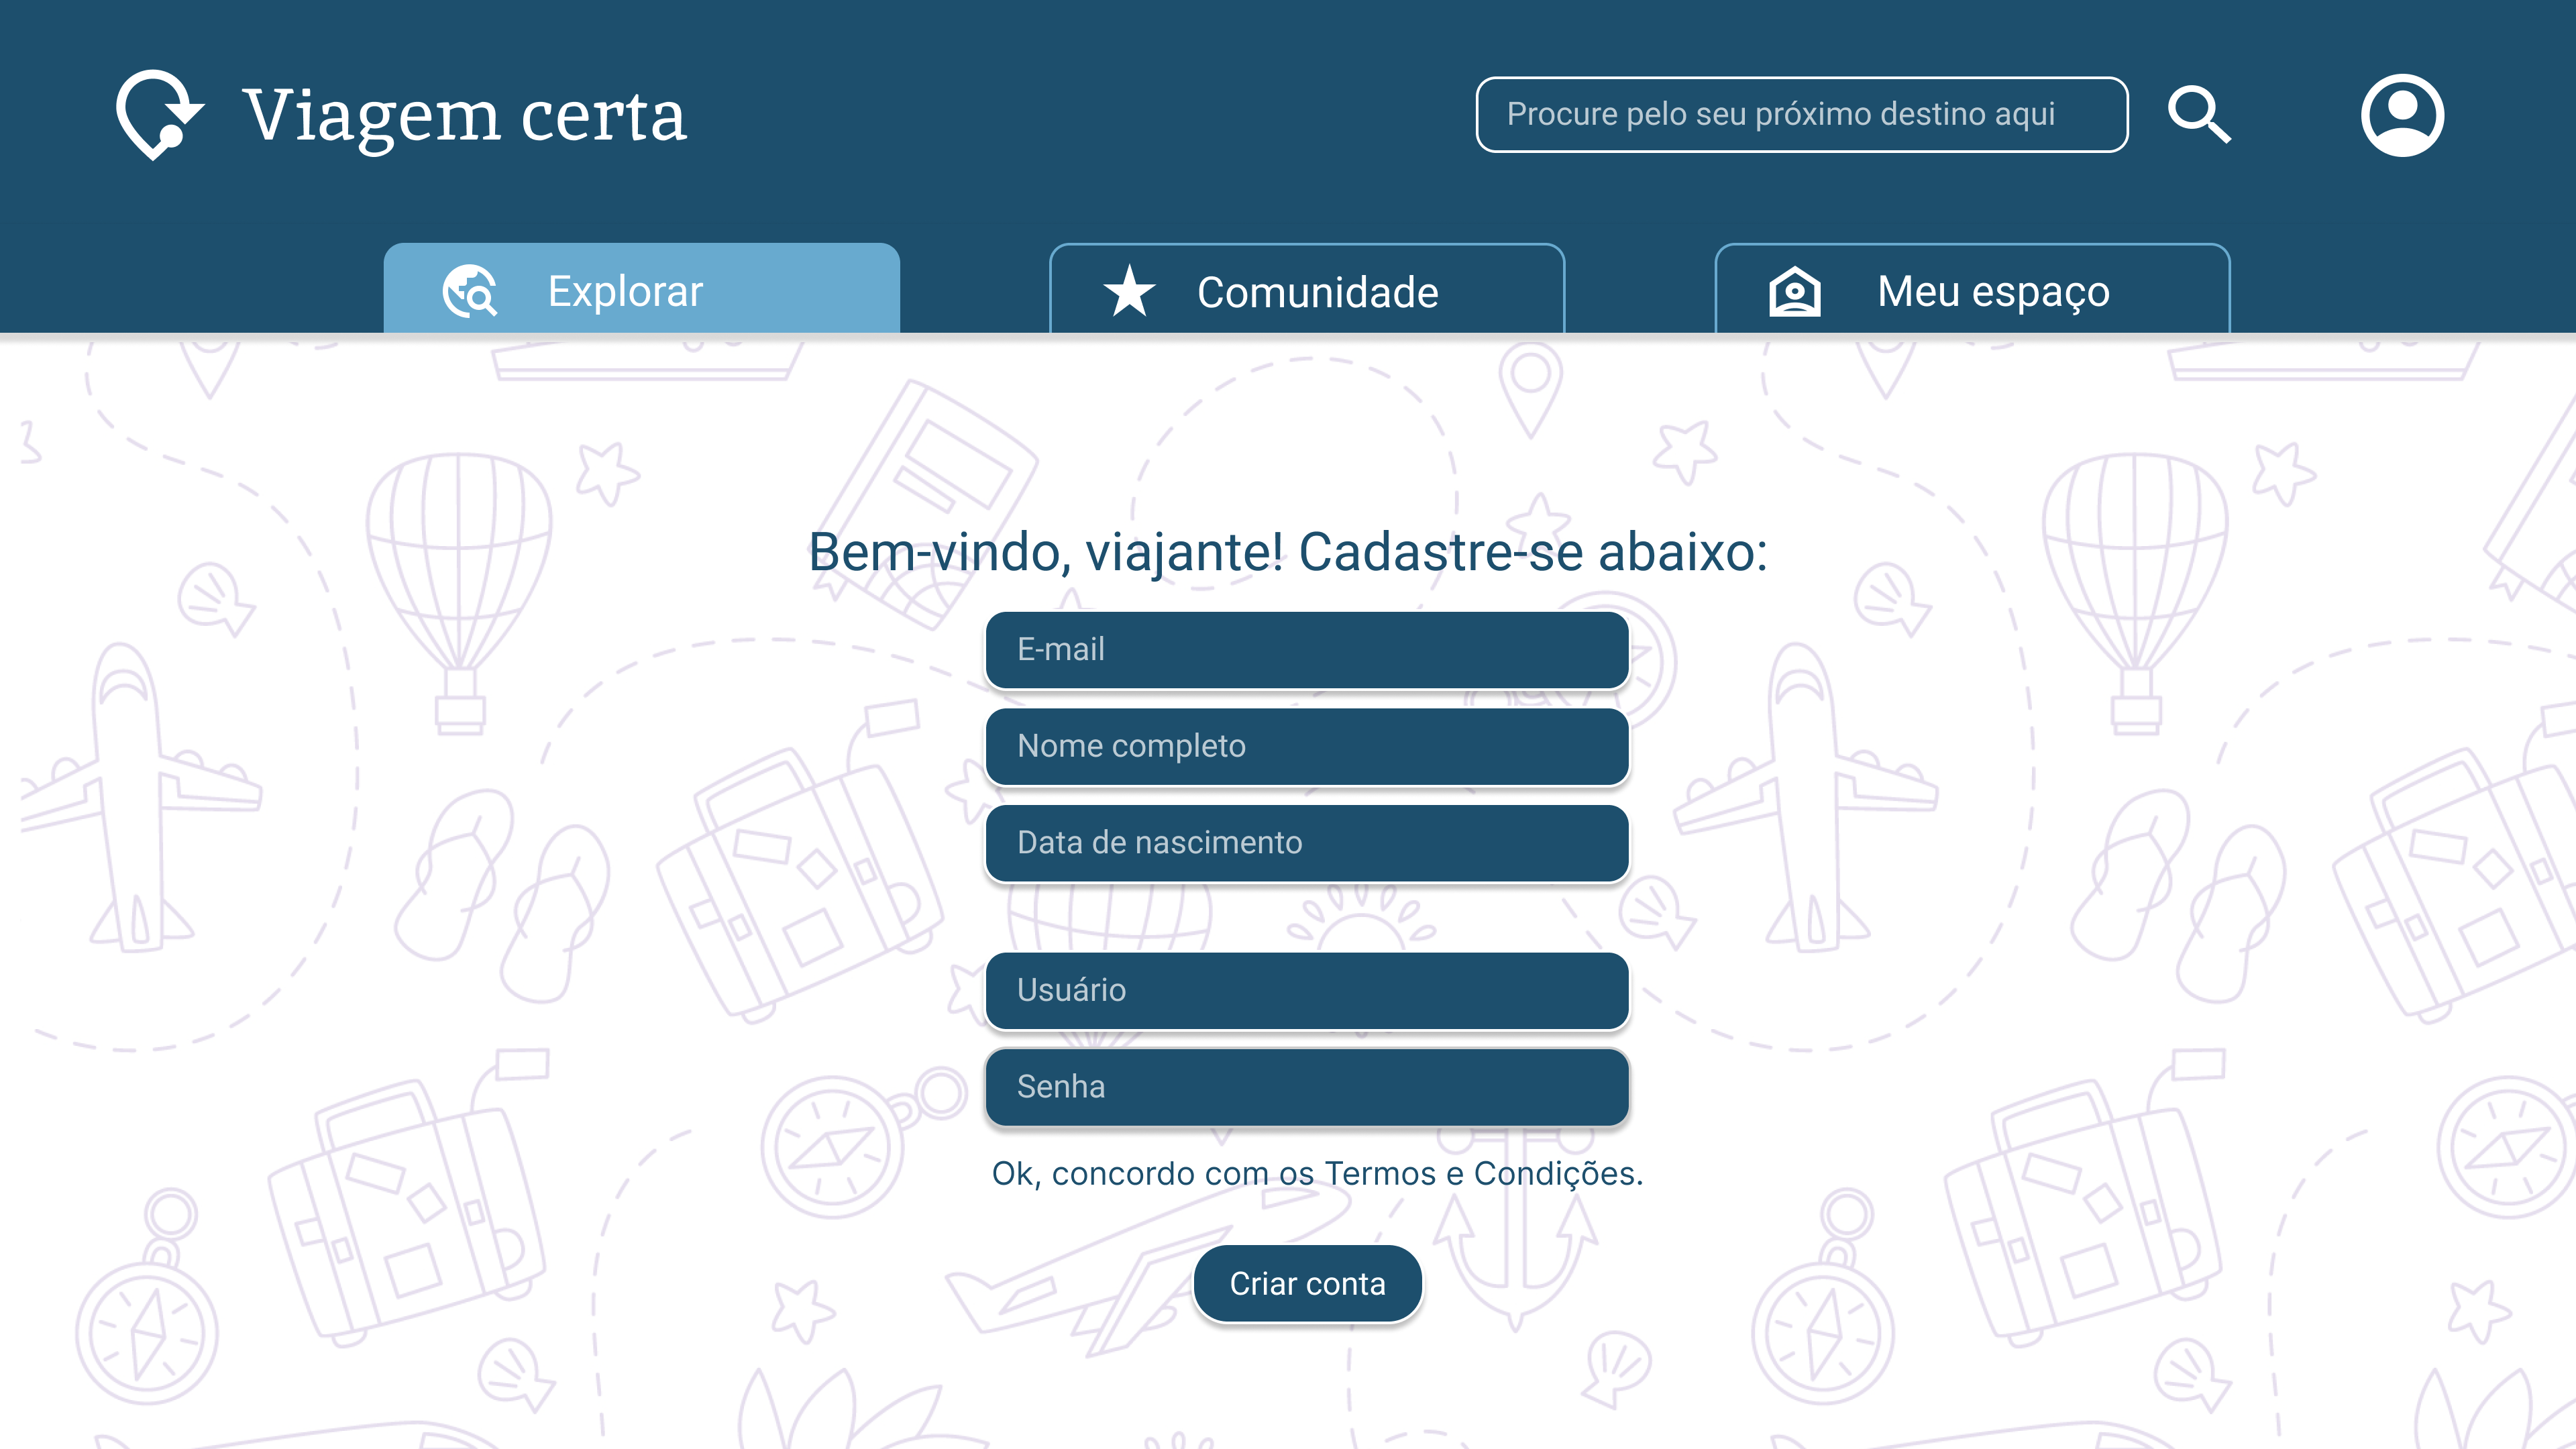 Viagem certa
Procure pelo seu próximo destino aqui
Explorar
Comunidade
Meu espaço
Bem-vindo, viajante! Cadastre-se abaixo:
E-mail
Nome completo
Data de nascimento
Usuário
Senha
Ok, concordo com os Termos e Condições.
Criar conta